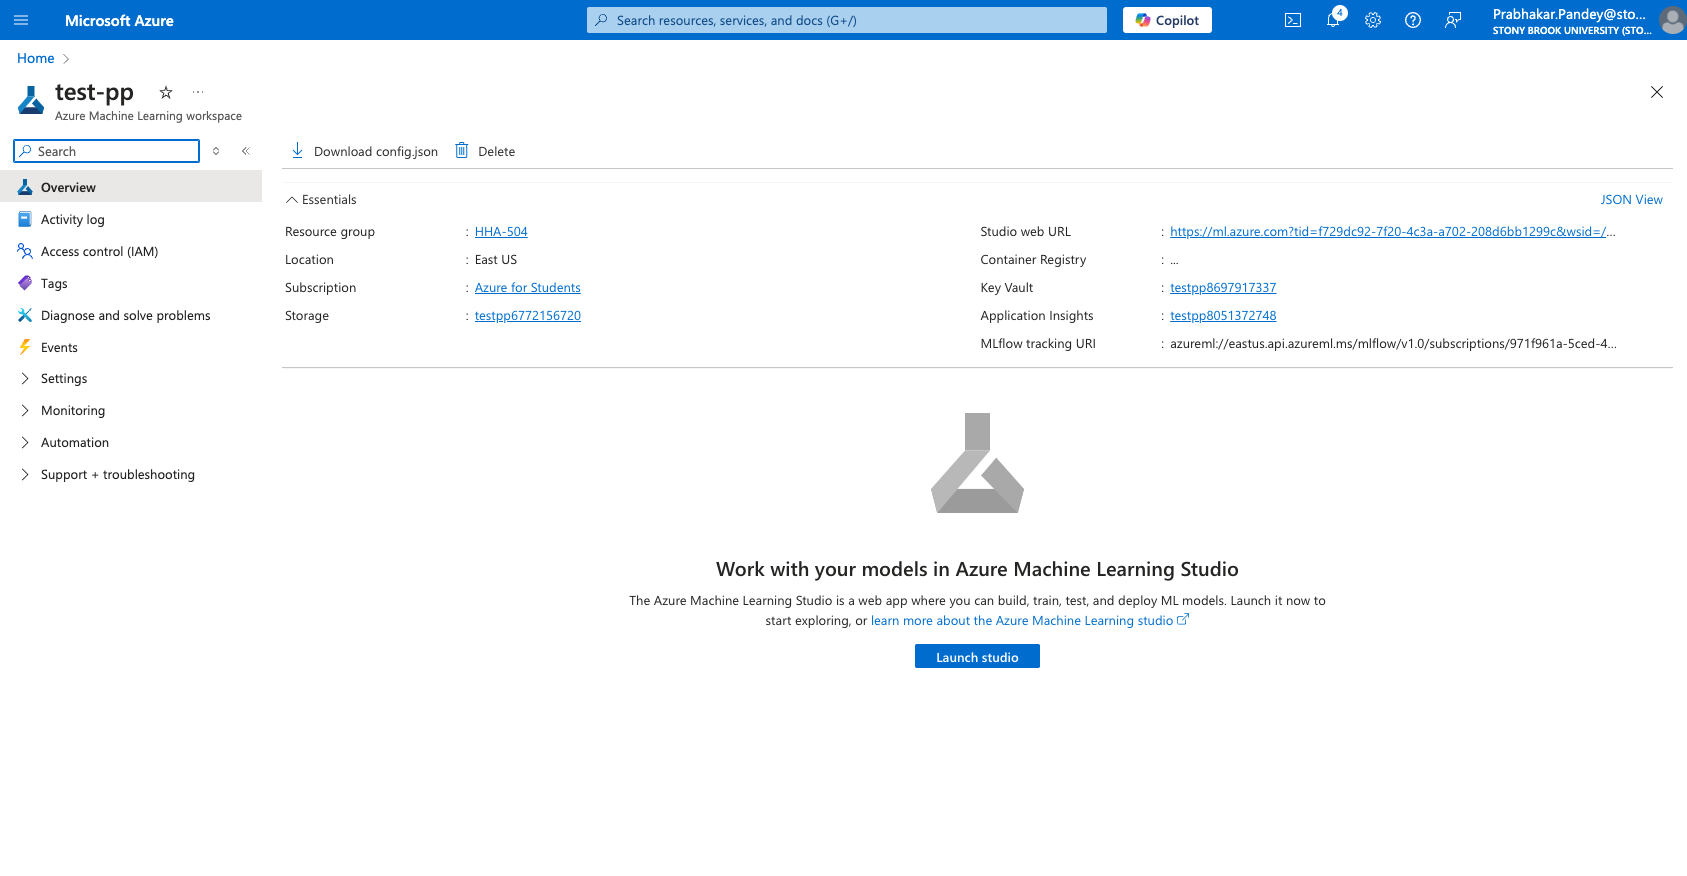 Microsoft Azure
Search resources, services, and docs (G+/)
Copilot
4
Prabhakar.Pandey@sto...
STONY BROOK UNIVERSITY (STO...
Home
test-pp
Azure Machine Learning workspace
Search
Download config.json
Delete
Overview
Activity log
Access control (IAM)
Tags
Diagnose and solve problems
Events
Settings
Monitoring
Automation
Support + troubleshooting
Essentials
JSON View
Resource group : HHA-504
Location : East US
Subscription : Azure for Students
Storage : testpp6772156720
Studio web URL : https://ml.azure.com?tid=f729dc92-7f20-4c3a-a702-208d6bb1299c&wsid=/...
Container Registry : ...
Key Vault : testpp8697917337
Application Insights : testpp8051372748
MLflow tracking URI : azureml://eastus.api.azureml.ms/mlflow/v1.0/subscriptions/971f961a-5ced-4...
Work with your models in Azure Machine Learning Studio
The Azure Machine Learning Studio is a web app where you can build, train, test, and deploy ML models. Launch it now to
start exploring, or learn more about the Azure Machine Learning studio
Launch studio